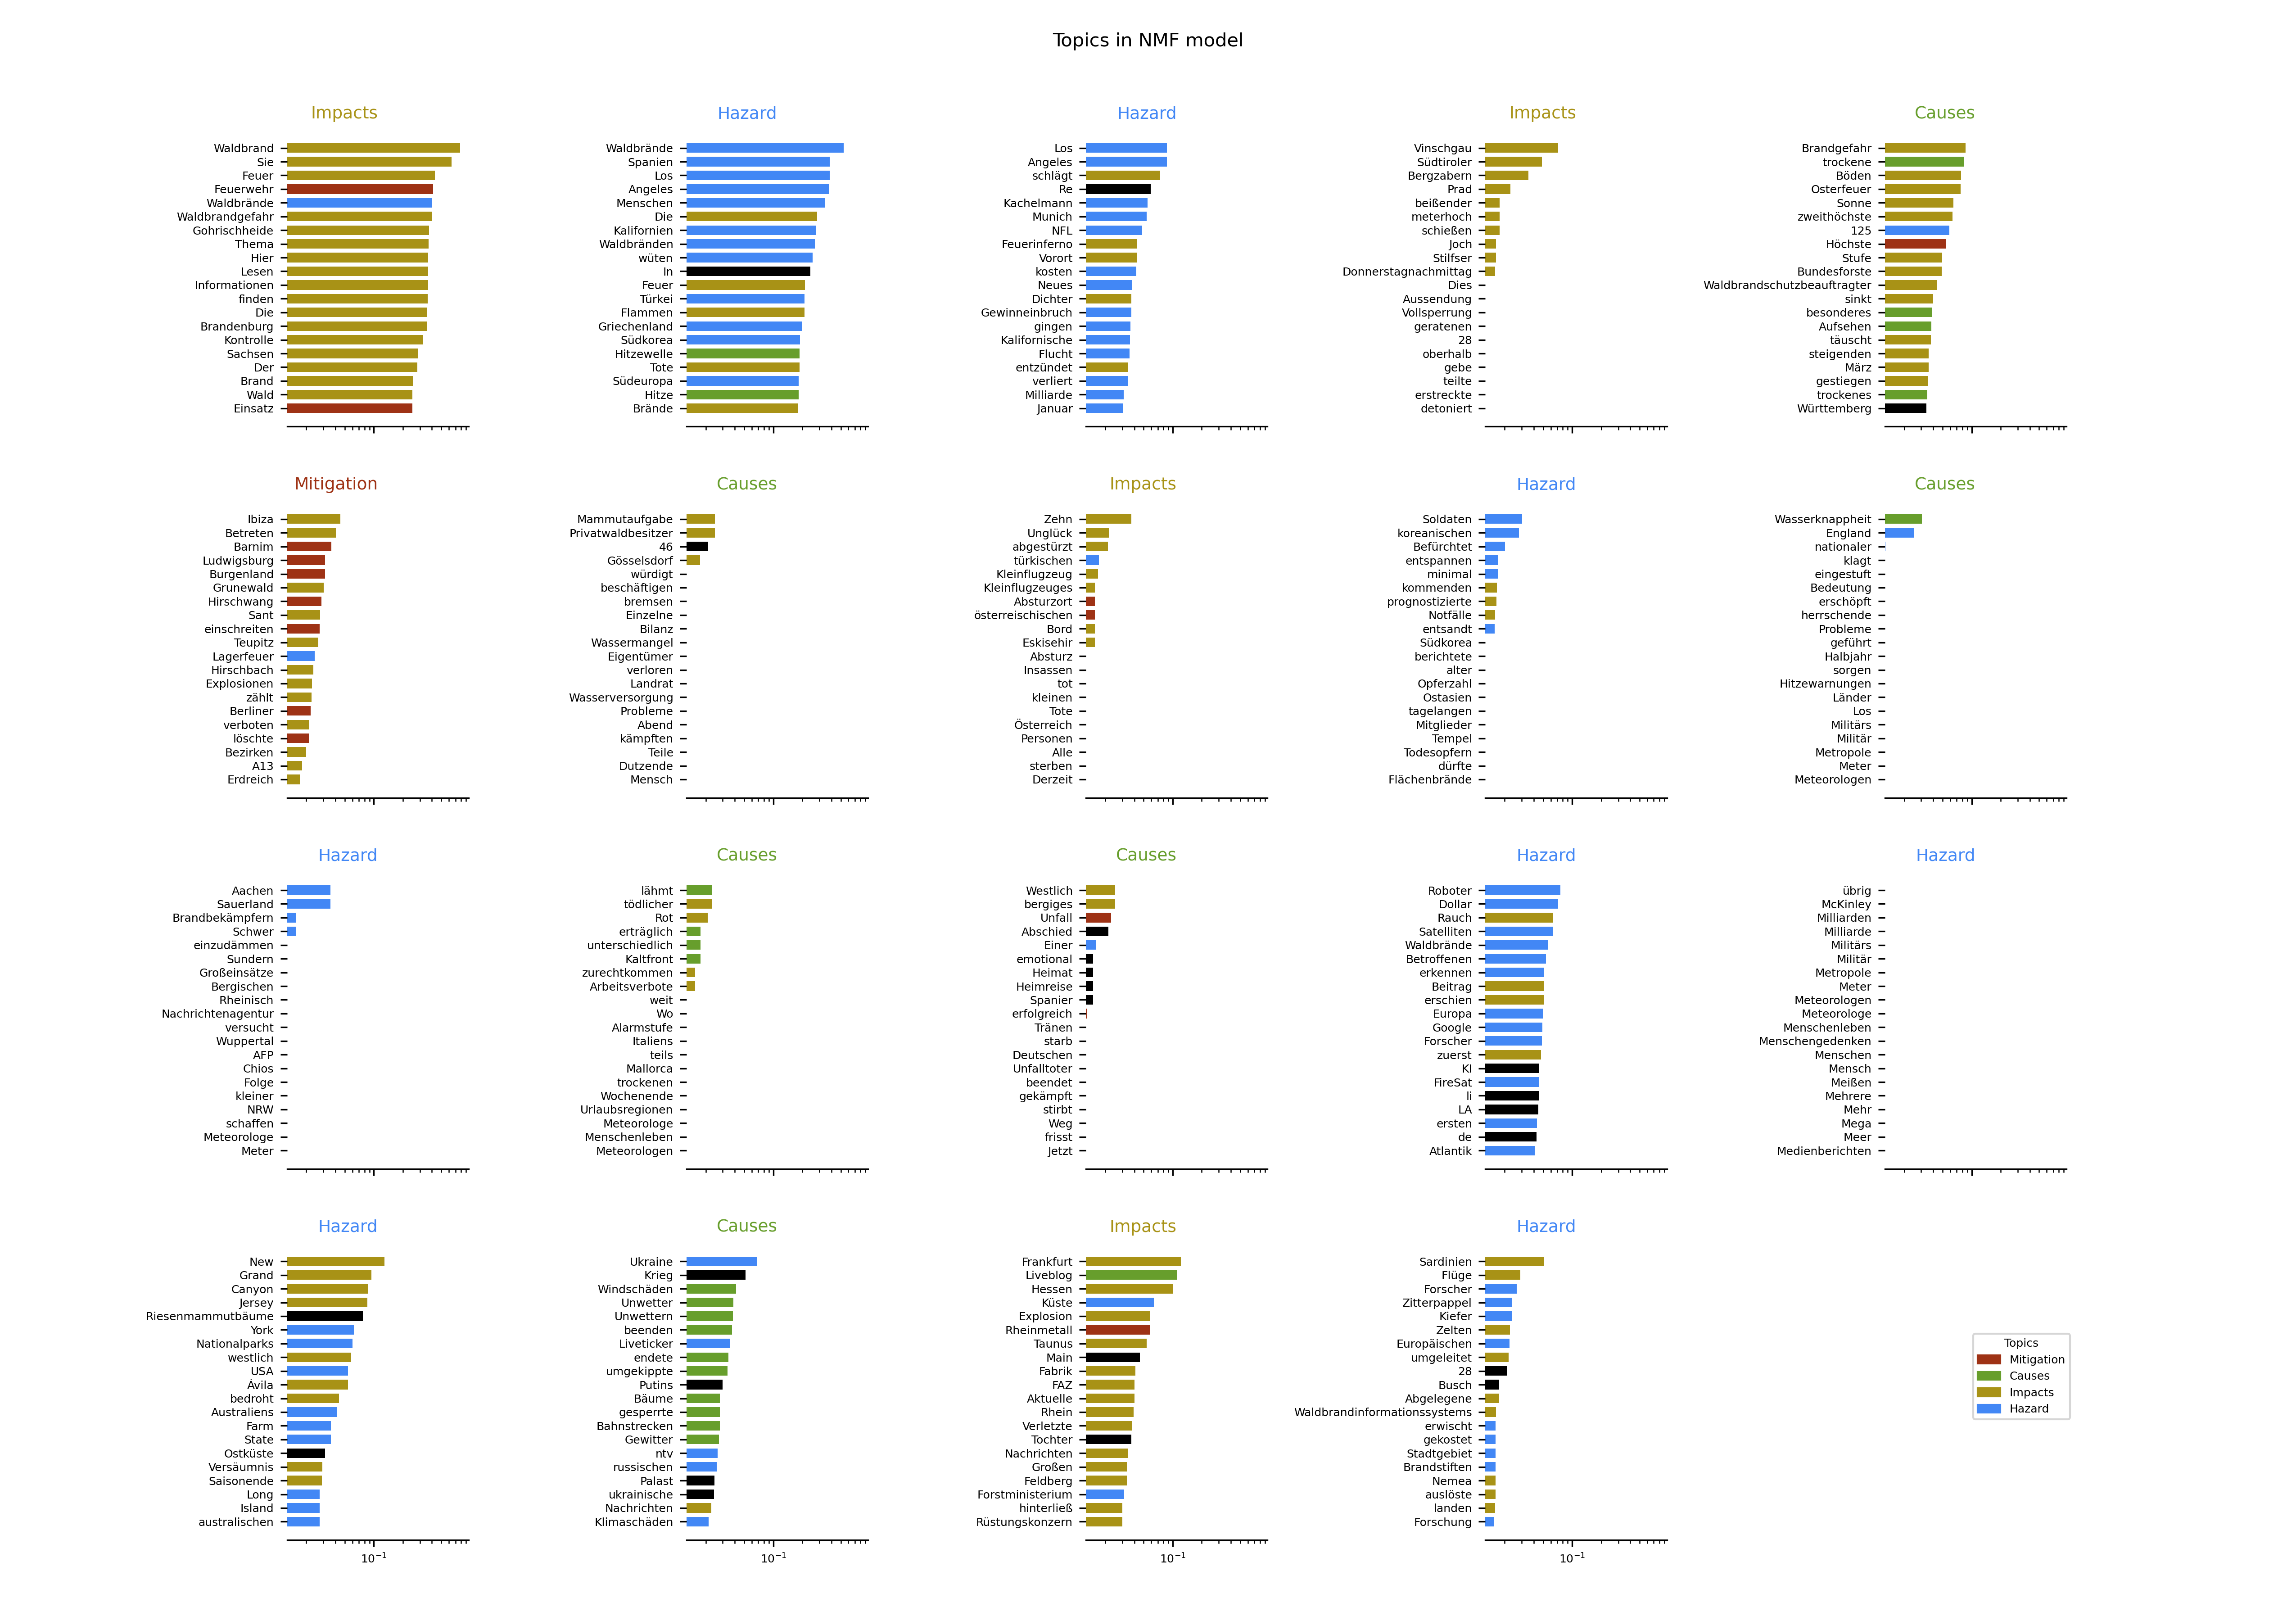 Topics in NMF model
Impacts
Waldbrand
Sie
Feuer
Feuerwehr
Waldbrände
Waldbrandgefahr
Gohrischheide
Thema
Hier
Lesen
Informationen
finden
Die
Brandenburg
Kontrolle
Sachsen
Der
Brand
Wald
Einsatz
Hazard
Waldbrände
Spanien
Los
Angeles
Menschen
Die
Kalifornien
Waldbränden
wüten
In
Feuer
Türkei
Flammen
Griechenland
Südkorea
Hitzewelle
Tote
Südeuropa
Hitze
Brände
Hazard
Los
Angeles
schlägt
Re
Kachelmann
Munich
NFL
Feuerinferno
Vorort
kosten
Neues
Dichter
Gewinneinbruch
gingen
Kalifornische
Flucht
entzündet
verliert
Milliarde
Januar
Impacts
Vinschgau
Südtiroler
Bergzabern
Prad
beißender
meterhoch
schießen
Joch
Stilfser
Donnerstagnachmittag
Dies
Aussendung
Vollsperrung
geratenen
28
oberhalb
gebe
teilte
erstreckte
detoniert
Causes
Brandgefahr
trockene
Böden
Osterfeuer
Sonne
zweithöchste
125
Höchste
Stufe
Bundesforste
Waldbrandschutzbeauftragter
sinkt
besonderes
Aufsehen
täuscht
steigenden
März
gestiegen
trockenes
Württemberg
Mitigation
Ibiza
Betreten
Barnim
Ludwigsburg
Burgenland
Grunewald
Hirschwang
Sant
einschreiten
Teupitz
Lagerfeuer
Hirschbach
Explosionen
zählt
Berliner
verboten
löschte
Bezirken
A13
Erdreich
Causes
Mammutaufgabe
Privatwaldbesitzer
46
Gösselsdorf
würdigt
beschäftigen
bremsen
Einzelne
Bilanz
Wassermangel
Eigentümer
verloren
Landrat
Wasserversorgung
Probleme
Abend
kämpften
Teile
Dutzende
Mensch
Impacts
Zehn
Unglück
abgestürzt
türkischen
Kleinflugzeug
Kleinflugzeuges
Absturzort
österreischischen
Bord
Eskisehir
Absturz
Insassen
tot
kleinen
Tote
Österreich
Personen
Alle
sterben
Derzeit
Hazard
Soldaten
koreanischen
Befürchtet
entspannen
minimal
kommenden
prognostizierte
Notfälle
entsandt
Südkorea
berichtete
alter
Opferzahl
Ostasien
tagelangen
Mitglieder
Tempel
Todesopfern
dürfte
Flächenbrände
Causes
Wasserknappheit
England
nationaler
klagt
eingestuft
Bedeutung
erschöpft
herrschende
Probleme
geführt
Halbjahr
sorgen
Hitzewarnungen
Länder
Los
Militärs
Militär
Metropole
Meter
Meteorologen
Hazard
Aachen
Sauerland
Brandbekämpfern
Schwer
einzudämmen
Sundern
Großeinsätze
Bergischen
Rheinisch
Nachrichtenagentur
versucht
Wuppertal
AFP
Chios
Folge
kleiner
NRW
schaffen
Meteorologe
Meter
Causes
lähmt
tödlicher
Rot
erträglich
unterschiedlich
Kaltfront
zurechtkommen
Arbeitsverbote
weit
Wo
Alarmstufe
Italiens
teils
Mallorca
trockenen
Wochenende
Urlaubsregionen
Meteorologe
Menschenleben
Meteorologen
Causes
Westlich
bergiges
Unfall
Abschied
Einer
emotional
Heimat
Heimreise
Spanier
erfolgreich
Tränen
starb
Deutschen
Unfalltoter
beendet
gekämpft
stirbt
Weg
frisst
Jetzt
Hazard
Roboter
Dollar
Rauch
Satelliten
Waldbrände
Betroffenen
erkennen
Beitrag
erschien
Europa
Google
Forscher
zuerst
KI
FireSat
li
LA
ersten
de
Atlantik
Hazard
übrig
McKinley
Milliarden
Milliarde
Militärs
Militär
Metropole
Meter
Meteorologen
Meteorologe
Menschenleben
Menschengedenken
Menschen
Mensch
Meißen
Mehrere
Mehr
Mega
Meer
Medienberichten
Hazard
New
Grand
Canyon
Jersey
Riesenmammutbäume
York
Nationalparks
westlich
USA
Ávila
bedroht
Australiens
Farm
State
Ostküste
Versäumnis
Saisonende
Long
Island
australischen
10⁻¹
Causes
Ukraine
Krieg
Windschäden
Unwetter
Unwettern
beenden
Liveticker
endete
umgekippte
Putins
Bäume
gesperrte
Bahnstrecken
Gewitter
ntv
russischen
Palast
ukrainische
Nachrichten
Klimaschäden
10⁻¹
Impacts
Frankfurt
Liveblog
Hessen
Küste
Explosion
Rheinmetall
Taunus
Main
Fabrik
FAZ
Aktuelle
Rhein
Verletzte
Tochter
Nachrichten
Großen
Feldberg
Forstministerium
hinterließ
Rüstungskonzern
10⁻¹
Hazard
Sardinien
Flüge
Forscher
Zitterpappel
Kiefer
Zelten
Europäischen
umgeleitet
28
Busch
Abgelegene
Waldbrandinformationssystems
erwischt
gekostet
Stadtgebiet
Brandstiften
Nemea
auslöste
landen
Forschung
10⁻¹
Topics
Mitigation
Causes
Impacts
Hazard